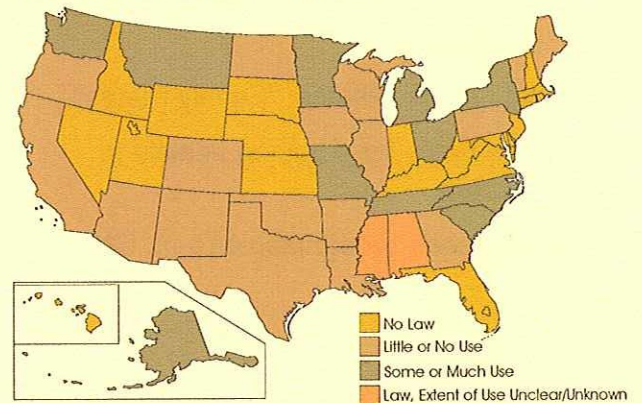 No Law
Little or No Use
Some or Much Use
Law, Extent of Use Unclear/Unknown